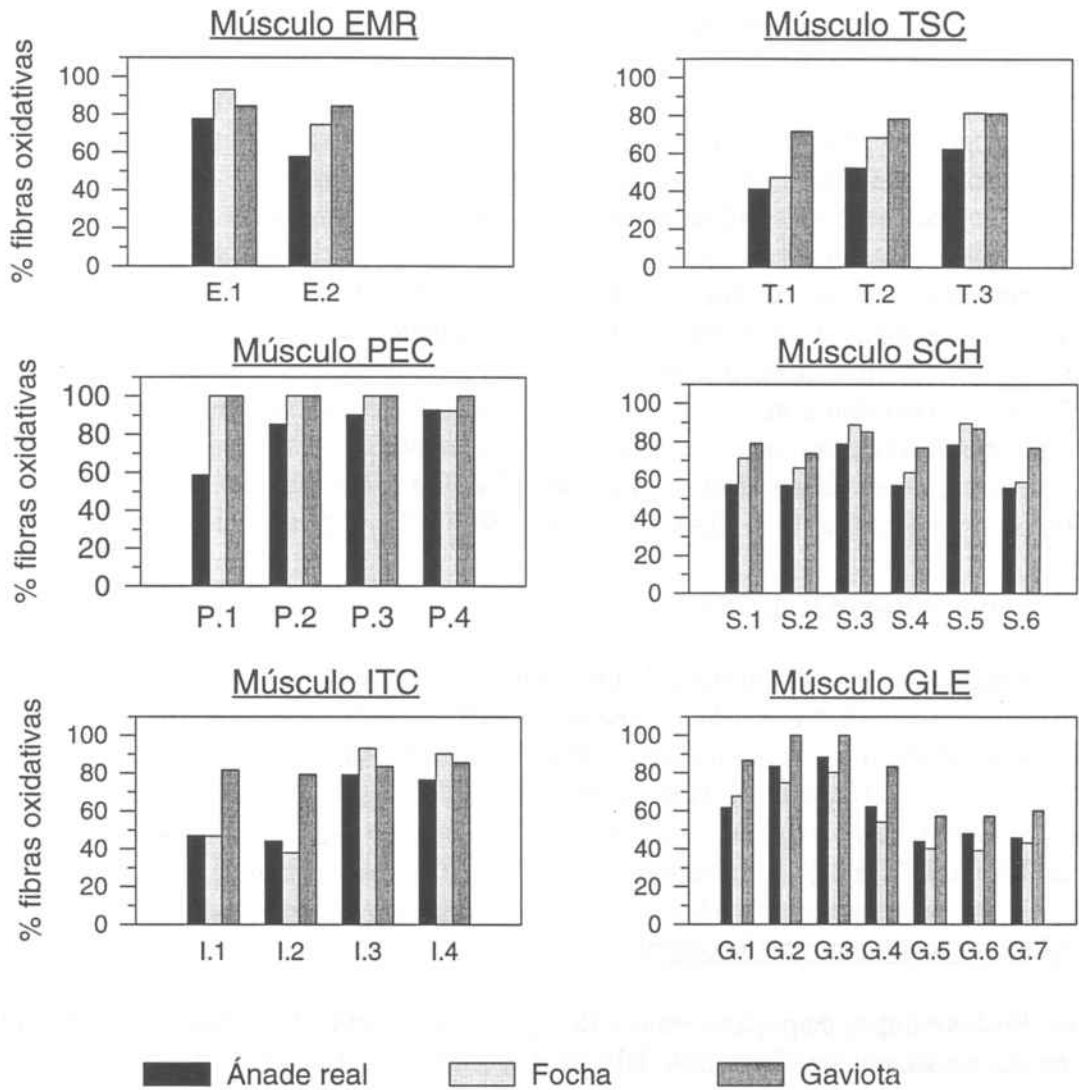 Músculo EMR
% fibras oxidativas
100
80
60
40
20
0
E.1 E.2
Músculo TSC
100
80
60
40
20
0
T.1 T.2 T.3
Músculo PEC
% fibras oxidativas
100
80
60
40
20
0
P.1 P.2 P.3 P.4
Músculo SCH
100
80
60
40
20
0
S.1 S.2 S.3 S.4 S.5 S.6
Músculo ITC
% fibras oxidativas
100
80
60
40
20
0
I.1 I.2 I.3 I.4
Músculo GLE
100
80
60
40
20
0
G.1 G.2 G.3 G.4 G.5 G.6 G.7
Ánade real Focha Gaviota